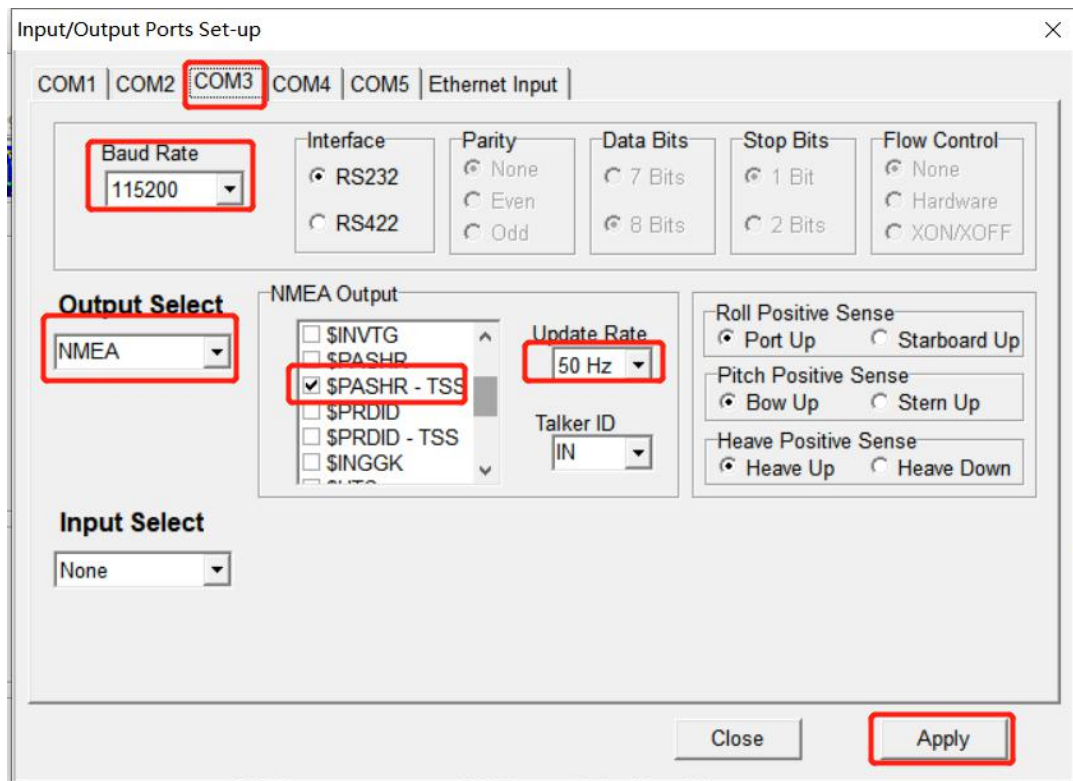 Input/Output Ports Set-up
COM1 COM2 COM3 COM4 COM5 Ethernet Input
Baud Rate
115200
Interface
RS232
RS422
Parity
None
Even
Odd
Data Bits
7 Bits
8 Bits
Stop Bits
1 Bit
2 Bits
Flow Control
None
Hardware
XON/XOFF
Output Select
NMEA
NMEA Output
$INVTG
$PASHR
$PASHR - TSS
$PRDID
$PRDID - TSS
$INGGK
Update Rate
50 Hz
Talker ID
IN
Roll Positive Sense
Port Up Starboard Up
Pitch Positive Sense
Bow Up Stern Up
Heave Positive Sense
Heave Up Heave Down
Input Select
None
Close Apply